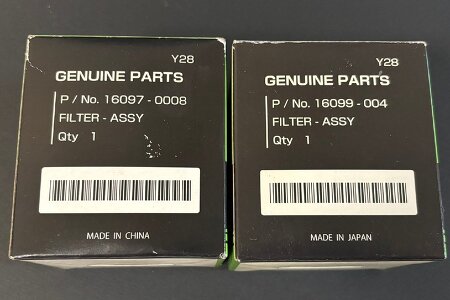 Y28
GENUINE PARTS
P / No. 16097 - 0008
FILTER - ASSY
Qty 1
MADE IN CHINA
Y28
GENUINE PARTS
P / No. 16099 - 004
FILTER - ASSY
Qty 1
MADE IN JAPAN